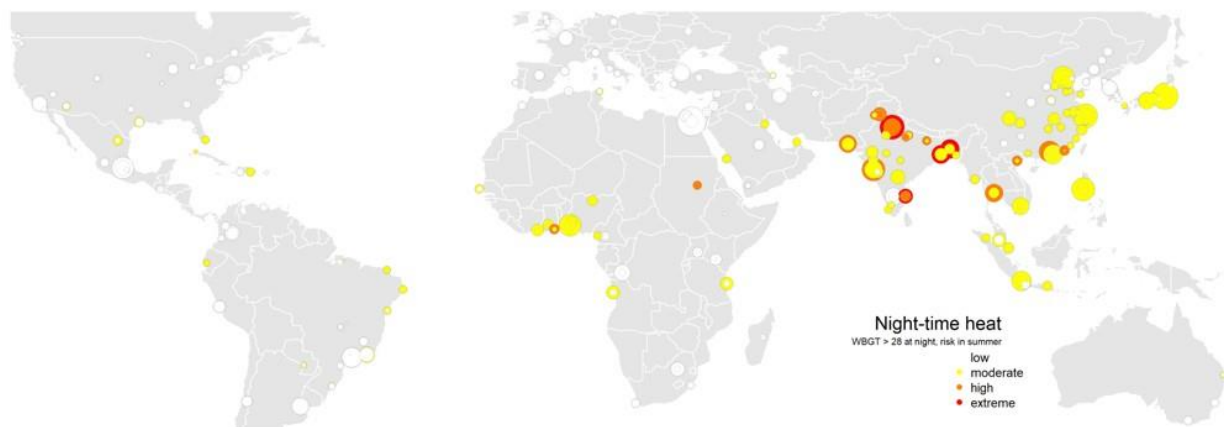 Night-time heat
WBGT > 28 at night, risk in summer
low
moderate
high
extreme